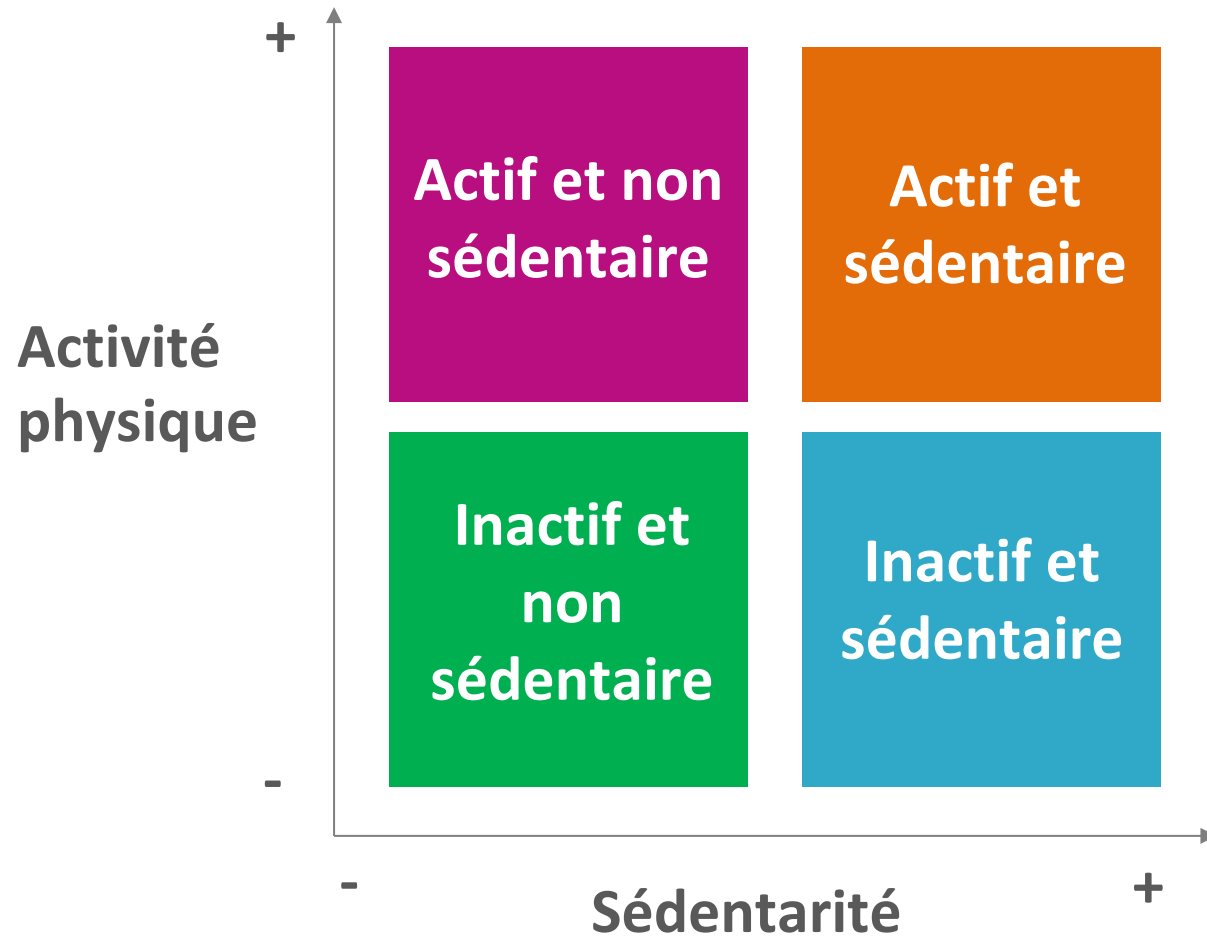 +
Actif et non
sédentaire
Actif et
sédentaire
Activité
physique
Inactif et
non
sédentaire
Inactif et
sédentaire
-
-
Sédentarité
+